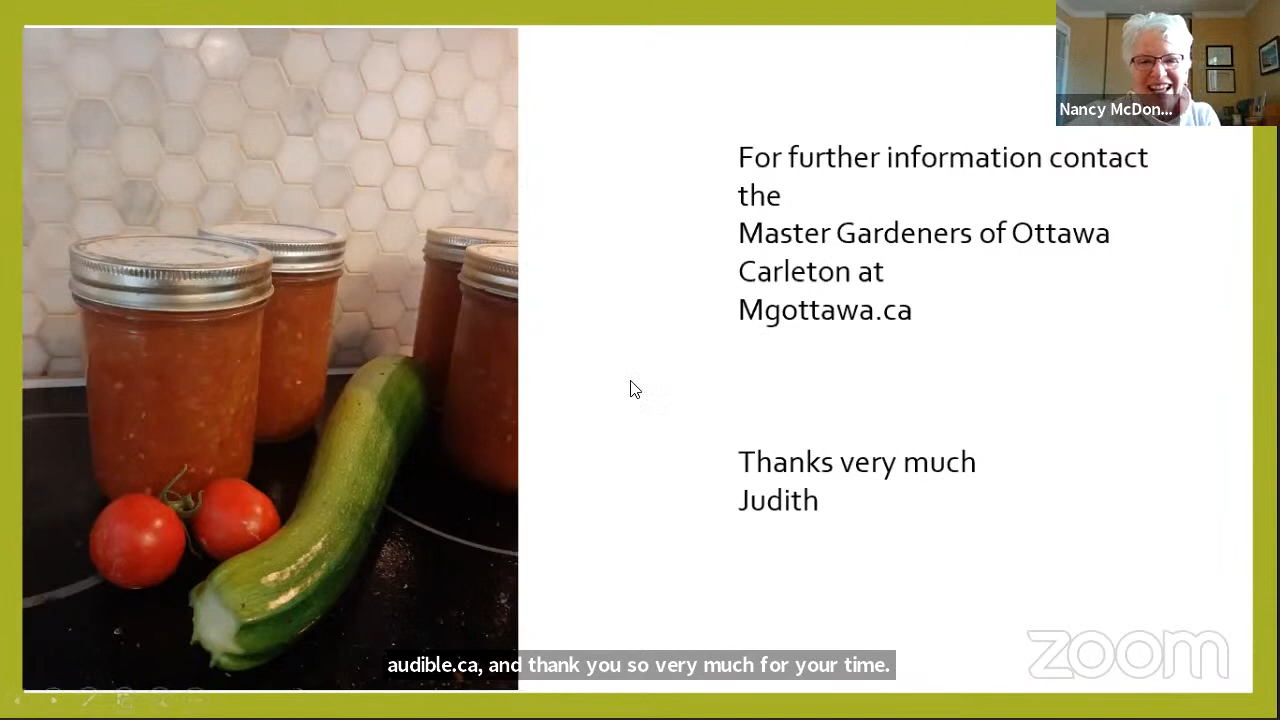 Nancy McDon...
For further information contact
the
Master Gardeners of Ottawa
Carleton at
Mgottawa.ca
Thanks very much
Judith
zoom
audible.ca, and thank you so very much for your time.